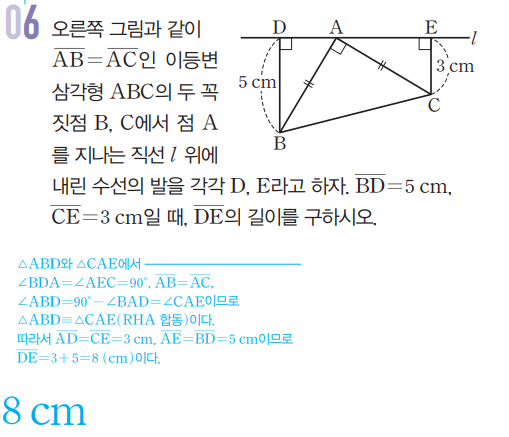 06 오른쪽 그림과 같이
AB=AC인 이등변
삼각형 ABC의 두 꼭
짓점 B, C에서 점 A
를 지나는 직선 l 위에
내린 수선의 발을 각각 D, E라고 하자. BD=5 cm,
CE=3 cm일 때, DE의 길이를 구하시오.
D A E l
5 cm 3 cm
C
B
△ABD와 △CAE에서
∠BDA=∠AEC=90°, AB=AC,
∠ABD=90°-∠BAD=∠CAE이므로
△ABD≡△CAE(RHA 합동)이다.
따라서 AD=CE=3 cm, AE=BD=5 cm이므로
DE=3+5=8 (cm)이다.
8 cm